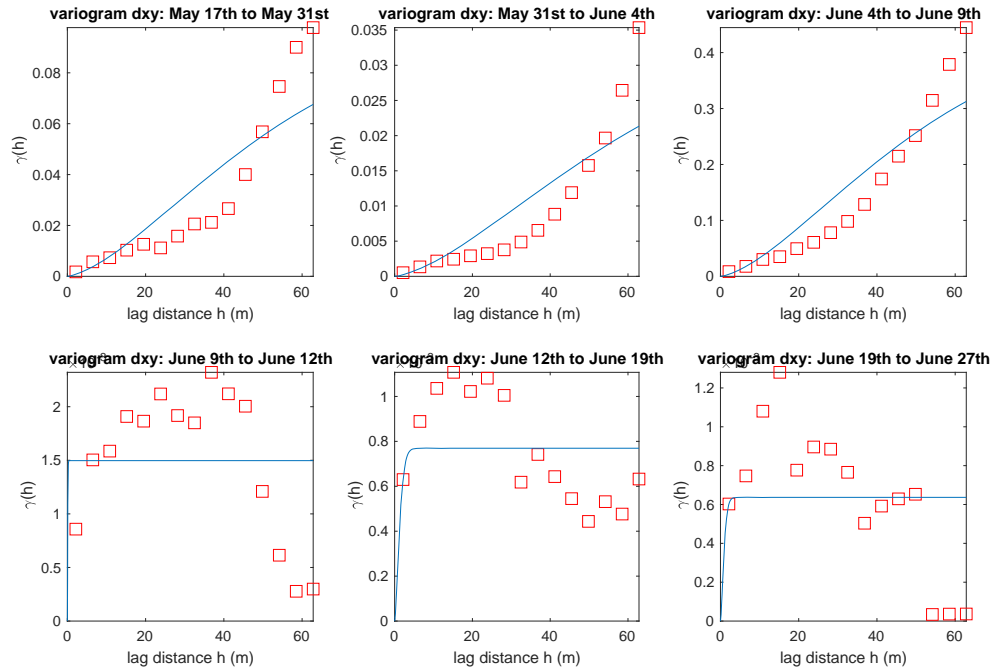 variogram dxy: May 17th to May 31st
0.08
0.06
0.04
0.02
0
γ(h)
0 20 40 60
lag distance h (m)
variogram dxy: May 31st to June 4th
0.035
0.03
0.025
0.02
0.015
0.01
0.005
0
γ(h)
0 20 40 60
lag distance h (m)
variogram dxy: June 4th to June 9th
0.4
0.3
0.2
0.1
0
γ(h)
0 20 40 60
lag distance h (m)
variogram dxy: June 9th to June 12th
2
1.5
1
5
0
γ(h)
0 20 40 60
lag distance h (m)
variogram dxy: June 12th to June 19th
1
0.8
0.6
0.4
0.2
0
γ(h)
0 20 40 60
lag distance h (m)
variogram dxy: June 19th to June 27th
1.2
1
0.8
0.6
0.4
0.2
0
γ(h)
0 20 40 60
lag distance h (m)